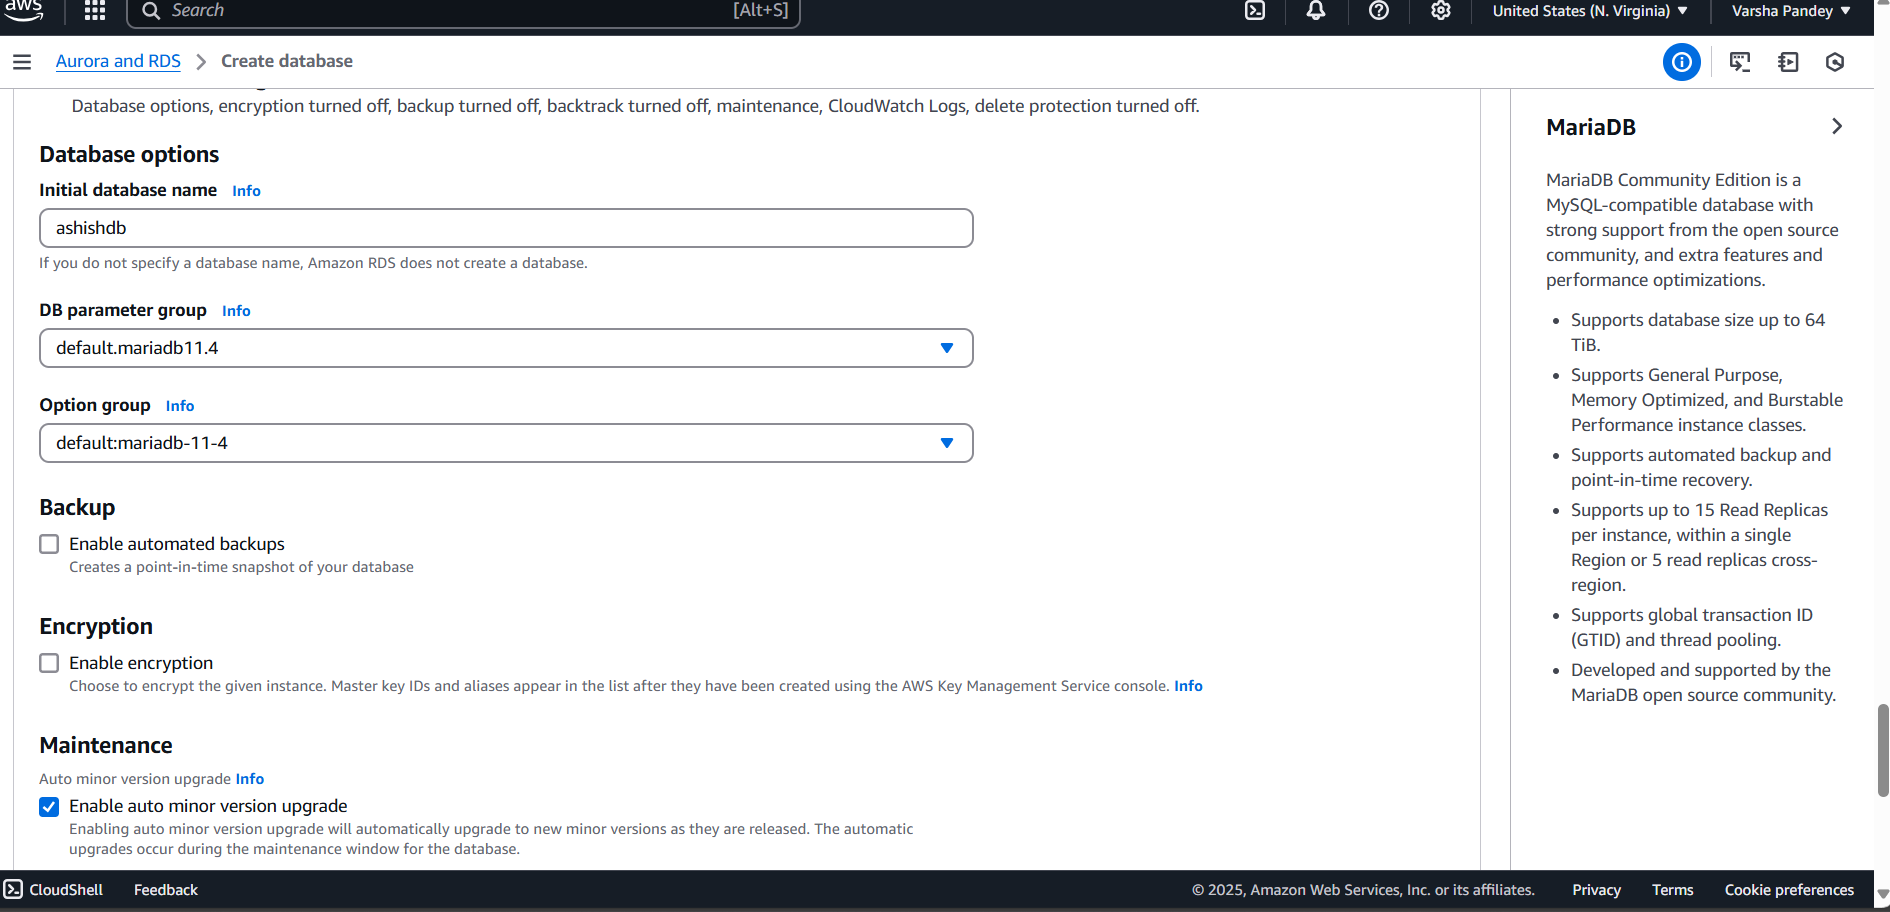 aws
Search
[Alt+S]
United States (N. Virginia)
Varsha Pandey
Aurora and RDS
Create database
Database options, encryption turned off, backup turned off, backtrack turned off, maintenance, CloudWatch Logs, delete protection turned off.
Database options
Initial database name Info
ashishdb
If you do not specify a database name, Amazon RDS does not create a database.
DB parameter group Info
default.mariadb11.4
Option group Info
default:mariadb-11-4
Backup
Enable automated backups
Creates a point-in-time snapshot of your database
Encryption
Enable encryption
Choose to encrypt the given instance. Master key IDs and aliases appear in the list after they have been created using the AWS Key Management Service console. Info
Maintenance
Auto minor version upgrade Info
Enable auto minor version upgrade
Enabling auto minor version upgrade will automatically upgrade to new minor versions as they are released. The automatic
upgrades occur during the maintenance window for the database.
MariaDB
MariaDB Community Edition is a
MySQL-compatible database with
strong support from the open source
community, and extra features and
performance optimizations.
• Supports database size up to 64
TiB.
• Supports General Purpose,
Memory Optimized, and Burstable
Performance instance classes.
• Supports automated backup and
point-in-time recovery.
• Supports up to 15 Read Replicas
per instance, within a single
Region or 5 read replicas cross-
region.
• Supports global transaction ID
(GTID) and thread pooling.
• Developed and supported by the
MariaDB open source community.
CloudShell
Feedback
© 2025, Amazon Web Services, Inc. or its affiliates.
Privacy
Terms
Cookie preferences